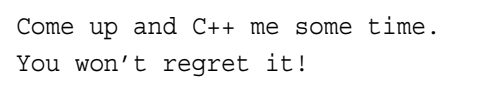 Come up and C++ me some time.
You won’t regret it!